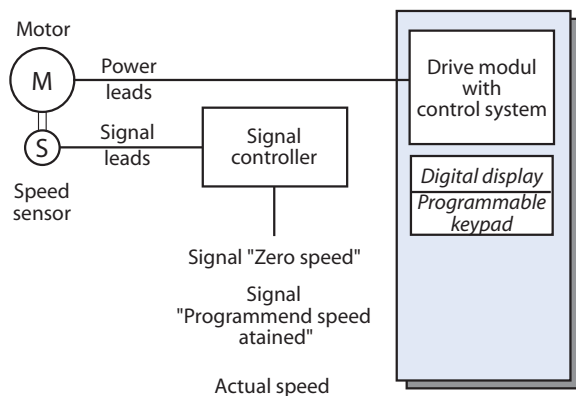 Motor
M
Power
leads
Drive modul
with
control system
S
Signal
leads
Signal
controller
Speed
sensor
Digital display
Programmable
keypad
Signal "Zero speed"
Signal
"Programmend speed
atained"
Actual speed